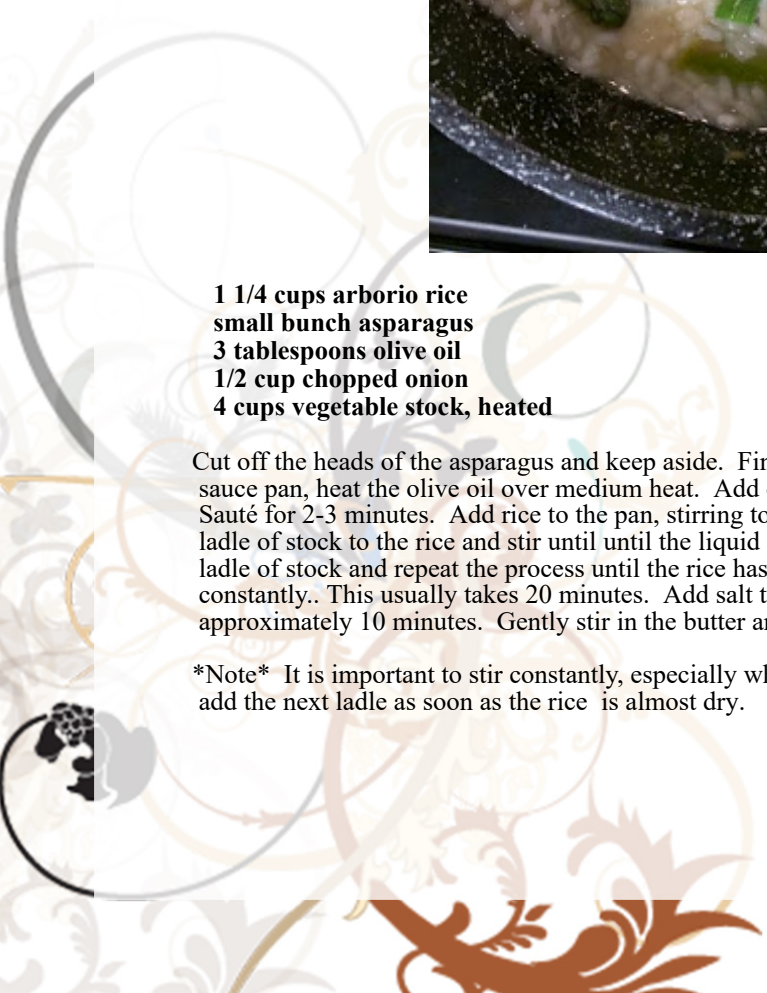 1 1/4 cups arborio rice
small bunch asparagus
3 tablespoons olive oil
1/2 cup chopped onion
4 cups vegetable stock, heated
Cut off the heads of the asparagus and keep aside. Fin
sauce pan, heat the olive oil over medium heat. Add
Sauté for 2-3 minutes. Add rice to the pan, stirring to
ladle of stock to the rice and stir until until the liquid
ladle of stock and repeat the process until the rice has
constantly.. This usually takes 20 minutes. Add salt t
approximately 10 minutes. Gently stir in the butter a
*Note* It is important to stir constantly, especially wh
add the next ladle as soon as the rice is almost dry.